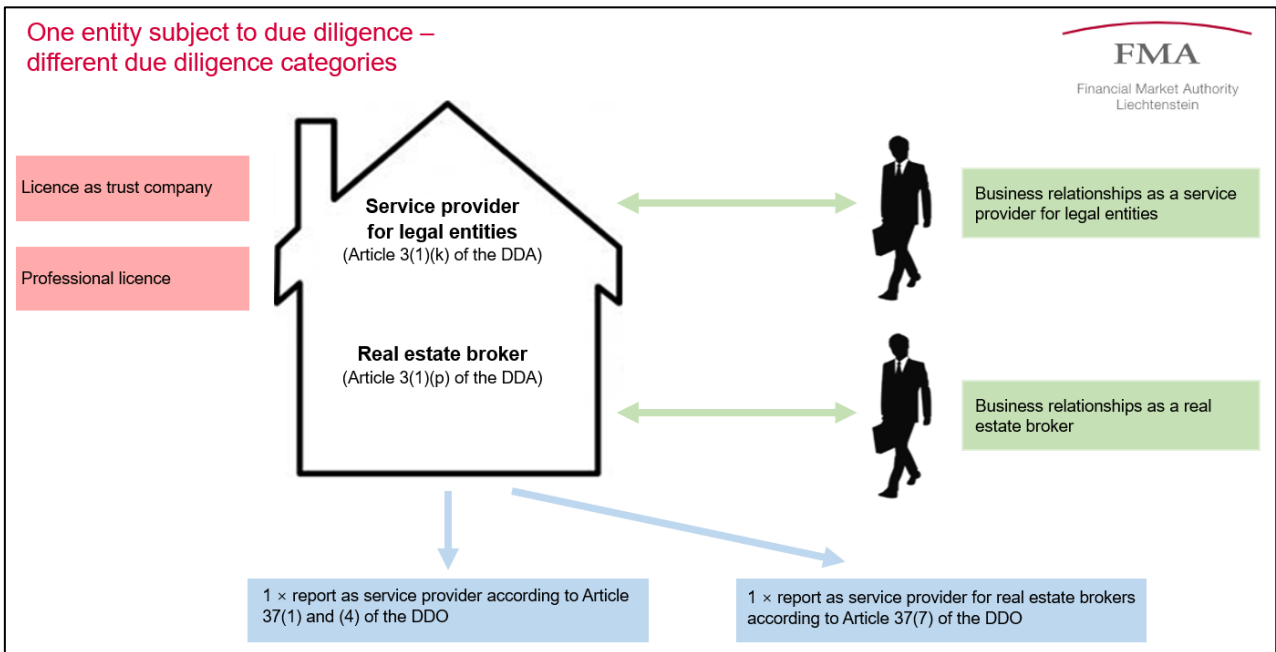 One entity subject to due diligence –
different due diligence categories
FMA
Financial Market Authority
Liechtenstein
Licence as trust company
Professional licence
Service provider
for legal entities
(Article 3(1)(k) of the DDA)
Real estate broker
(Article 3(1)(p) of the DDA)
Business relationships as a service
provider for legal entities
Business relationships as a real
estate broker
1 × report as service provider according to Article
37(1) and (4) of the DDO
1 × report as service provider for real estate brokers
according to Article 37(7) of the DDO